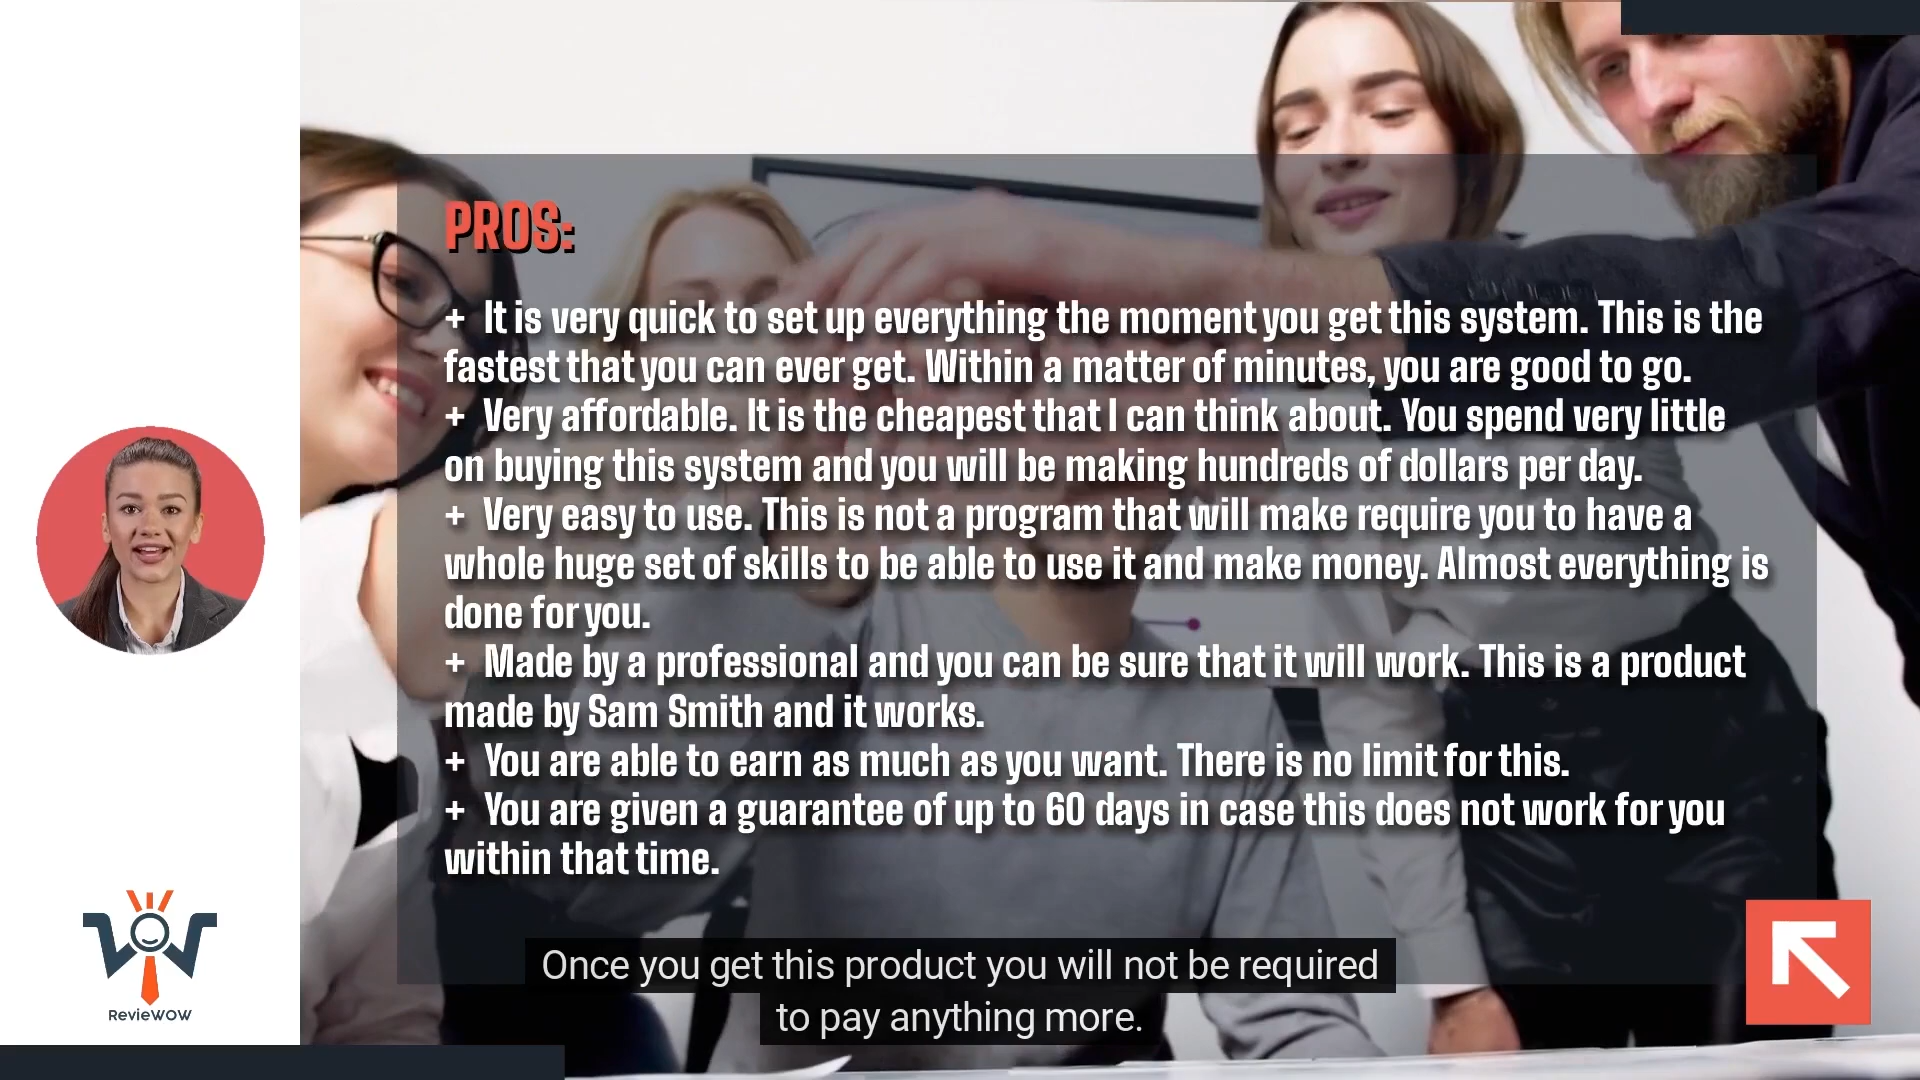 PROS:
+ It is very quick to set up everything the moment you get this system. This is the
fastest that you can ever get. Within a matter of minutes, you are good to go.
+ Very affordable. It is the cheapest that I can think about. You spend very little
on buying this system and you will be making hundreds of dollars per day.
+ Very easy to use. This is not a program that will make require you to have a
whole huge set of skills to be able to use it and make money. Almost everything is
done for you.
+ Made by a professional and you can be sure that it will work. This is a product
made by Sam Smith and it works.
+ You are able to earn as much as you want. There is no limit for this.
+ You are given a guarantee of up to 60 days in case this does not work for you
within that time.
RevieWOW
Once you get this product you will not be required
to pay anything more.